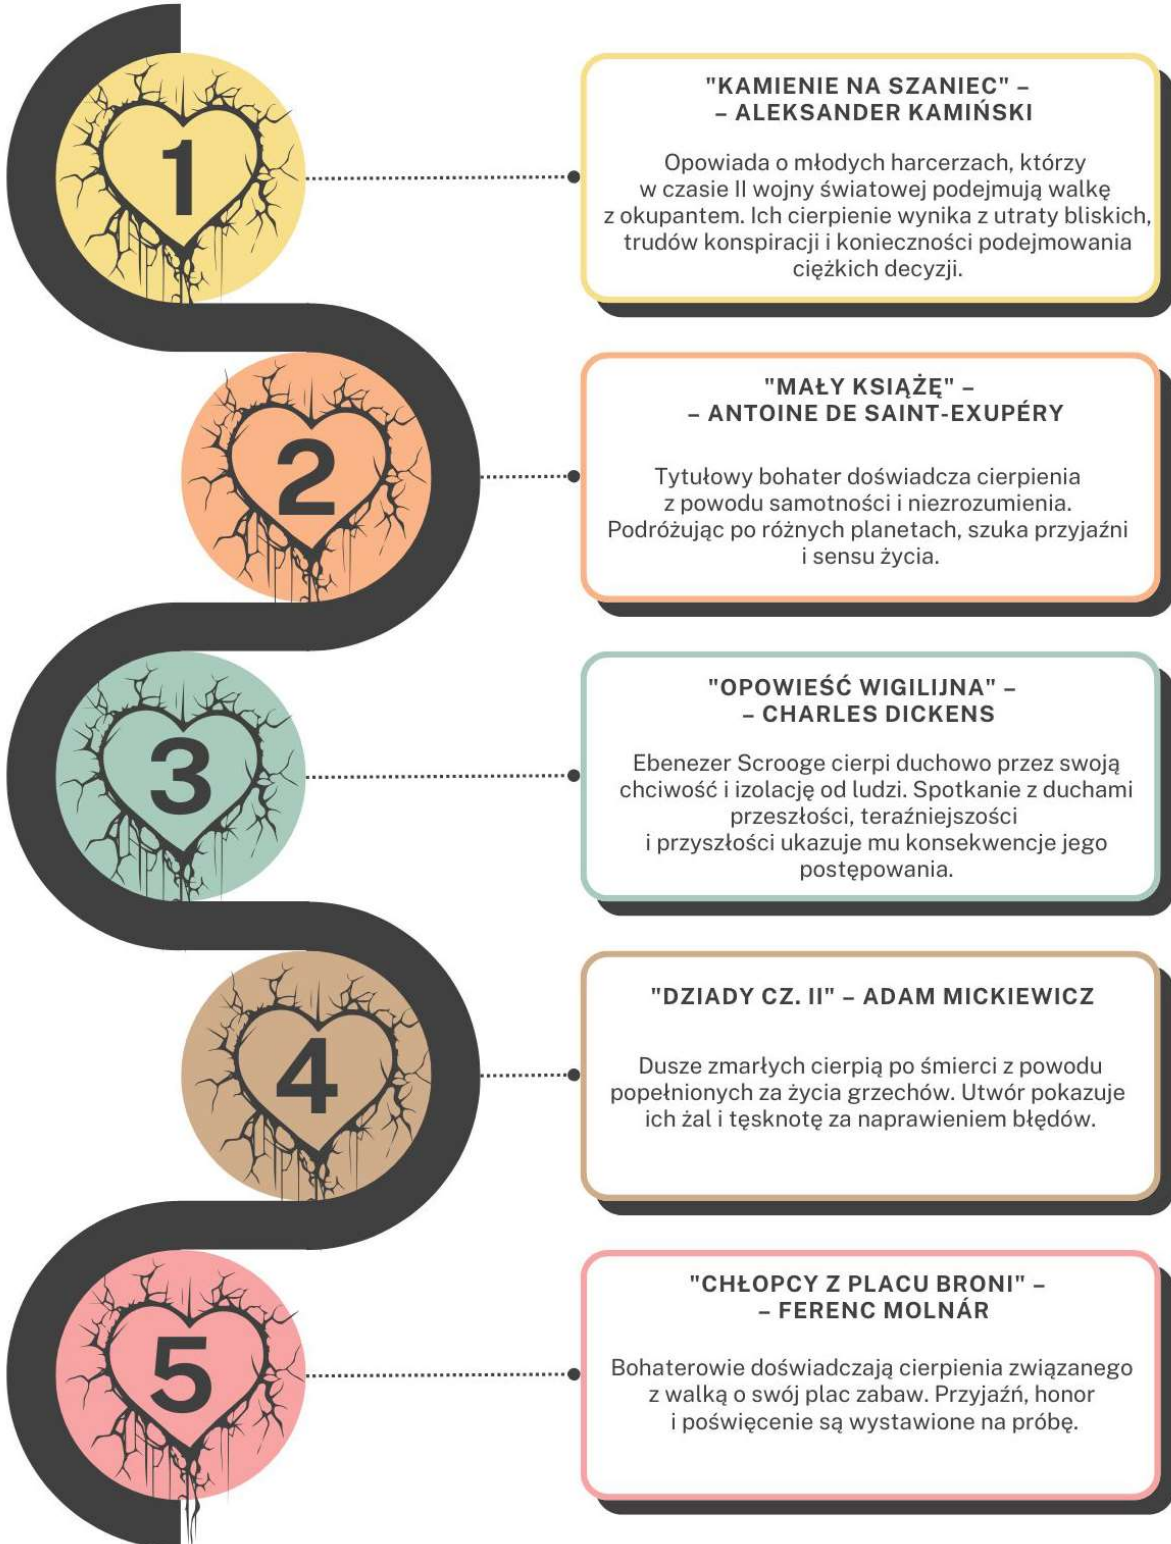 1
"KAMIENIE NA SZANIEC" –
– ALEKSANDER KAMIŃSKI
Opowiada o młodych harcerzach, którzy
w czasie II wojny światowej podejmują walkę
z okupantem. Ich cierpienie wynika z utraty bliskich,
trudów konspiracji i konieczności podejmowania
ciężkich decyzji.
2
"MAŁY KSIĄŻĘ" –
– ANTOINE DE SAINT-EXUPÉRY
Tytułowy bohater doświadcza cierpienia
z powodu samotności i niezrozumienia.
Podróżując po różnych planetach, szuka przyjaźni
i sensu życia.
3
"OPOWIEŚĆ WIGILIJNA" –
– CHARLES DICKENS
Ebenezer Scrooge cierpi duchowo przez swoją
chciwość i izolację od ludzi. Spotkanie z duchami
przeszłości, teraźniejszości
i przyszłości ukazuje mu konsekwencje jego
postępowania.
4
"DZIADY CZ. II" – ADAM MICKIEWICZ
Dusze zmarłych cierpią po śmierci z powodu
popełnionych za życia grzechów. Utwór pokazuje
ich żal i tęsknotę za naprawieniem błędów.
5
"CHŁOPCY Z PLACU BRONI" –
– FERENC MOLNÁR
Bohaterowie doświadczają cierpienia związanego
z walką o swój plac zabaw. Przyjaźń, honor
i poświęcenie są wystawione na próbę.